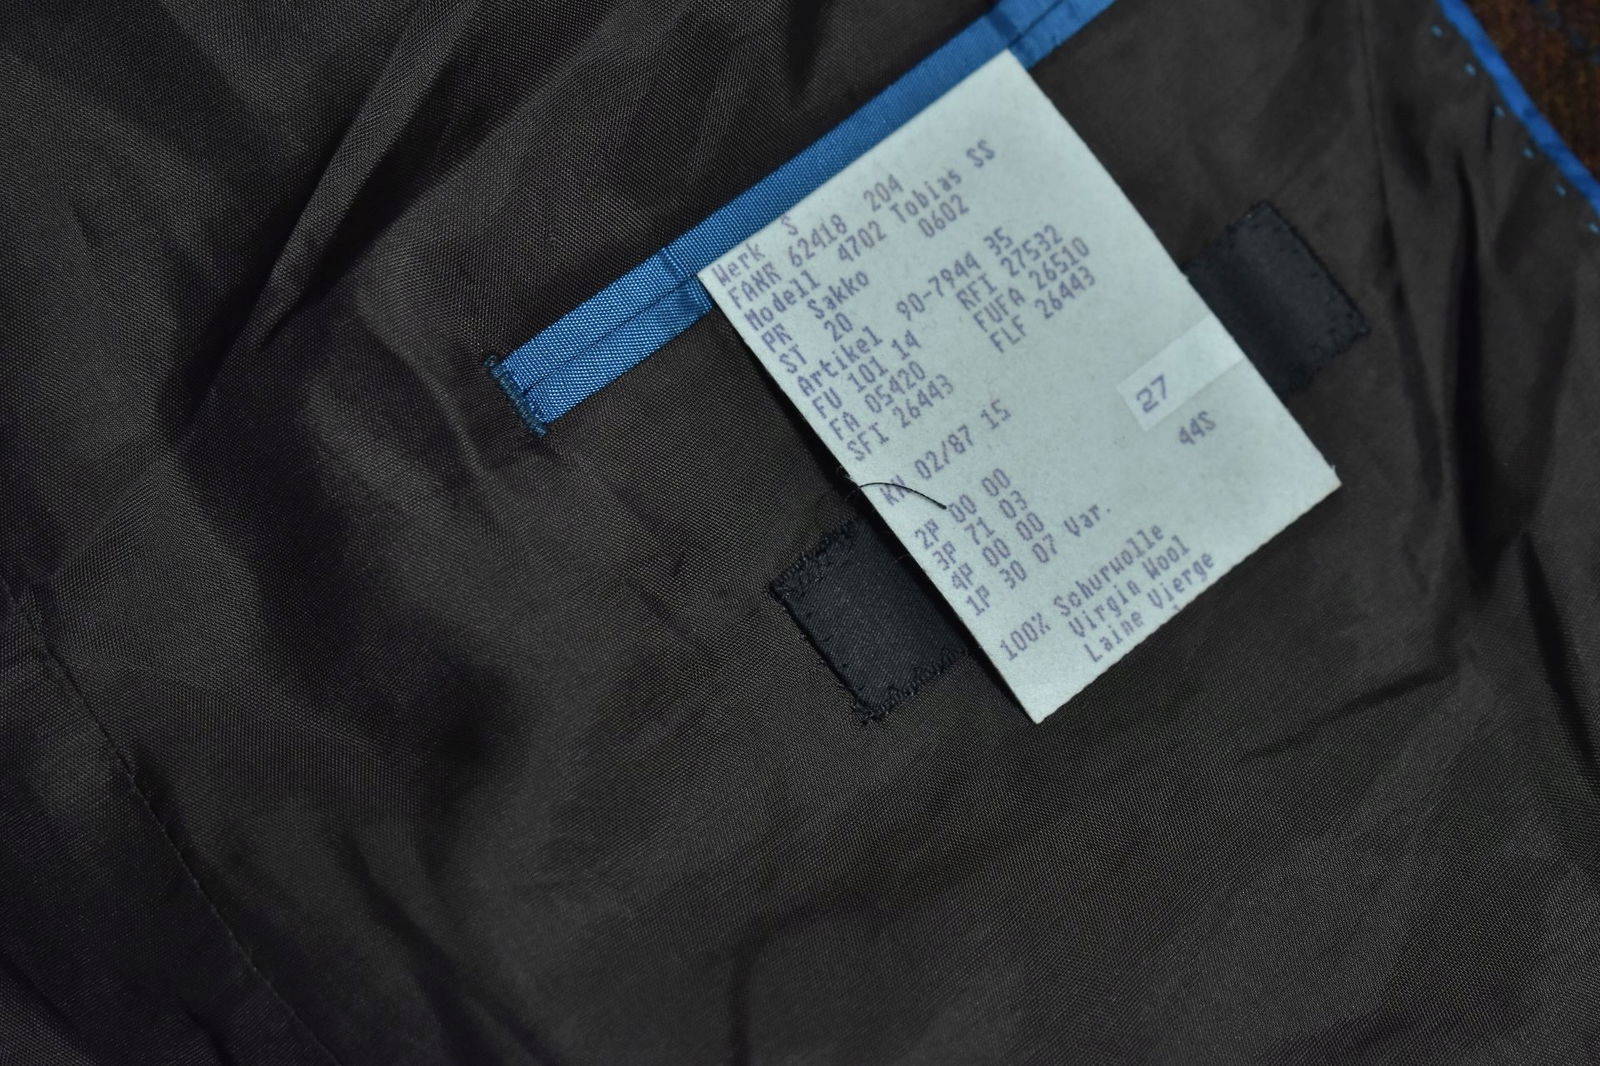 Werk S
FANR 62418 204
Modell 4702 Tobias SS
PR Sakko 0602
ST 20
Artikel 90-7944 35
FU 101 14 RFI 27532
FA 05420 FUFA 26510
SFI 26443 FLF 26443
KN 02/87 15
27
44S
2P 00 00
3P 71 03
4P 00 00
1P 30 07 Var.
100% Schurwolle
Virgin Wool
Laine Vierge